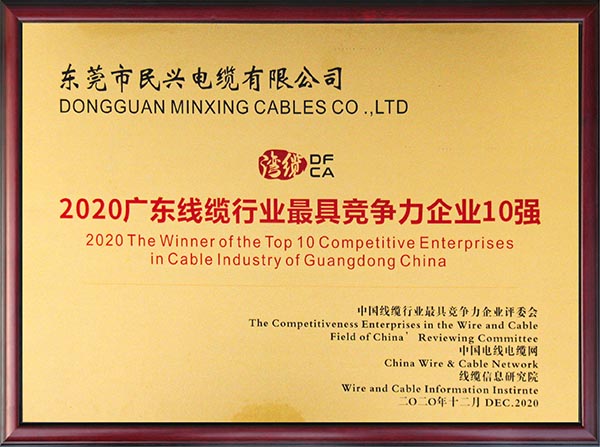 东莞市民兴电缆有限公司
DONGGUAN MINXING CABLES CO .,LTD
湾缆 DF
CA
2020广东线缆行业最具竞争力企业10强
2020 The Winner of the Top 10 Competitive Enterprises
in Cable Industry of Guangdong China
中国线缆行业最具竞争力企业评委会
The Competitiveness Enterprises in the Wire and Cable
Field of China’ Reviewing Committee
中国电线电缆网
China Wire & Cable Network
线缆信息研究院
Wire and Cable Information Instirnte
二〇二〇年十二月 DEC.2020